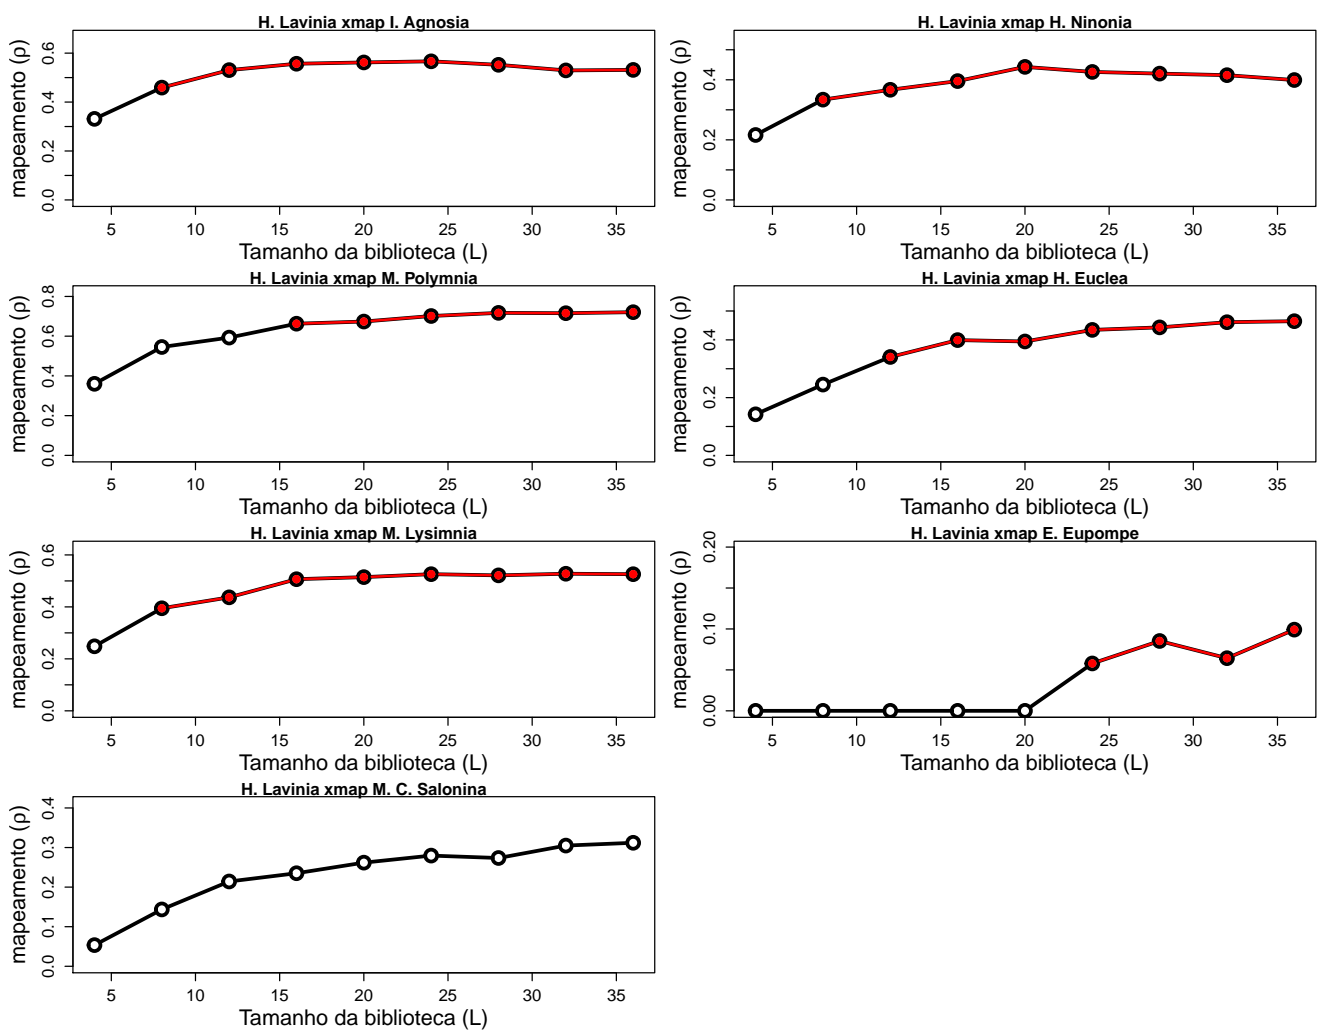 H. Lavinia xmap I. Agnosia
mapeamento (ρ)
0.0 0.2 0.4 0.6
5 10 15 20 25 30 35
Tamanho da biblioteca (L)
H. Lavinia xmap H. Ninonia
mapeamento (ρ)
0.0 0.2 0.4
5 10 15 20 25 30 35
Tamanho da biblioteca (L)
H. Lavinia xmap M. Polymnia
mapeamento (ρ)
0.0 0.2 0.4 0.6 0.8
5 10 15 20 25 30 35
Tamanho da biblioteca (L)
H. Lavinia xmap H. Euclea
mapeamento (ρ)
0.0 0.2 0.4
5 10 15 20 25 30 35
Tamanho da biblioteca (L)
H. Lavinia xmap M. Lysimnia
mapeamento (ρ)
0.0 0.2 0.4 0.6
5 10 15 20 25 30 35
Tamanho da biblioteca (L)
H. Lavinia xmap E. Eupompe
mapeamento (ρ)
0.00 0.10 0.20
5 10 15 20 25 30 35
Tamanho da biblioteca (L)
H. Lavinia xmap M. C. Salonina
mapeamento (ρ)
0.0 0.1 0.2 0.3 0.4
5 10 15 20 25 30 35
Tamanho da biblioteca (L)